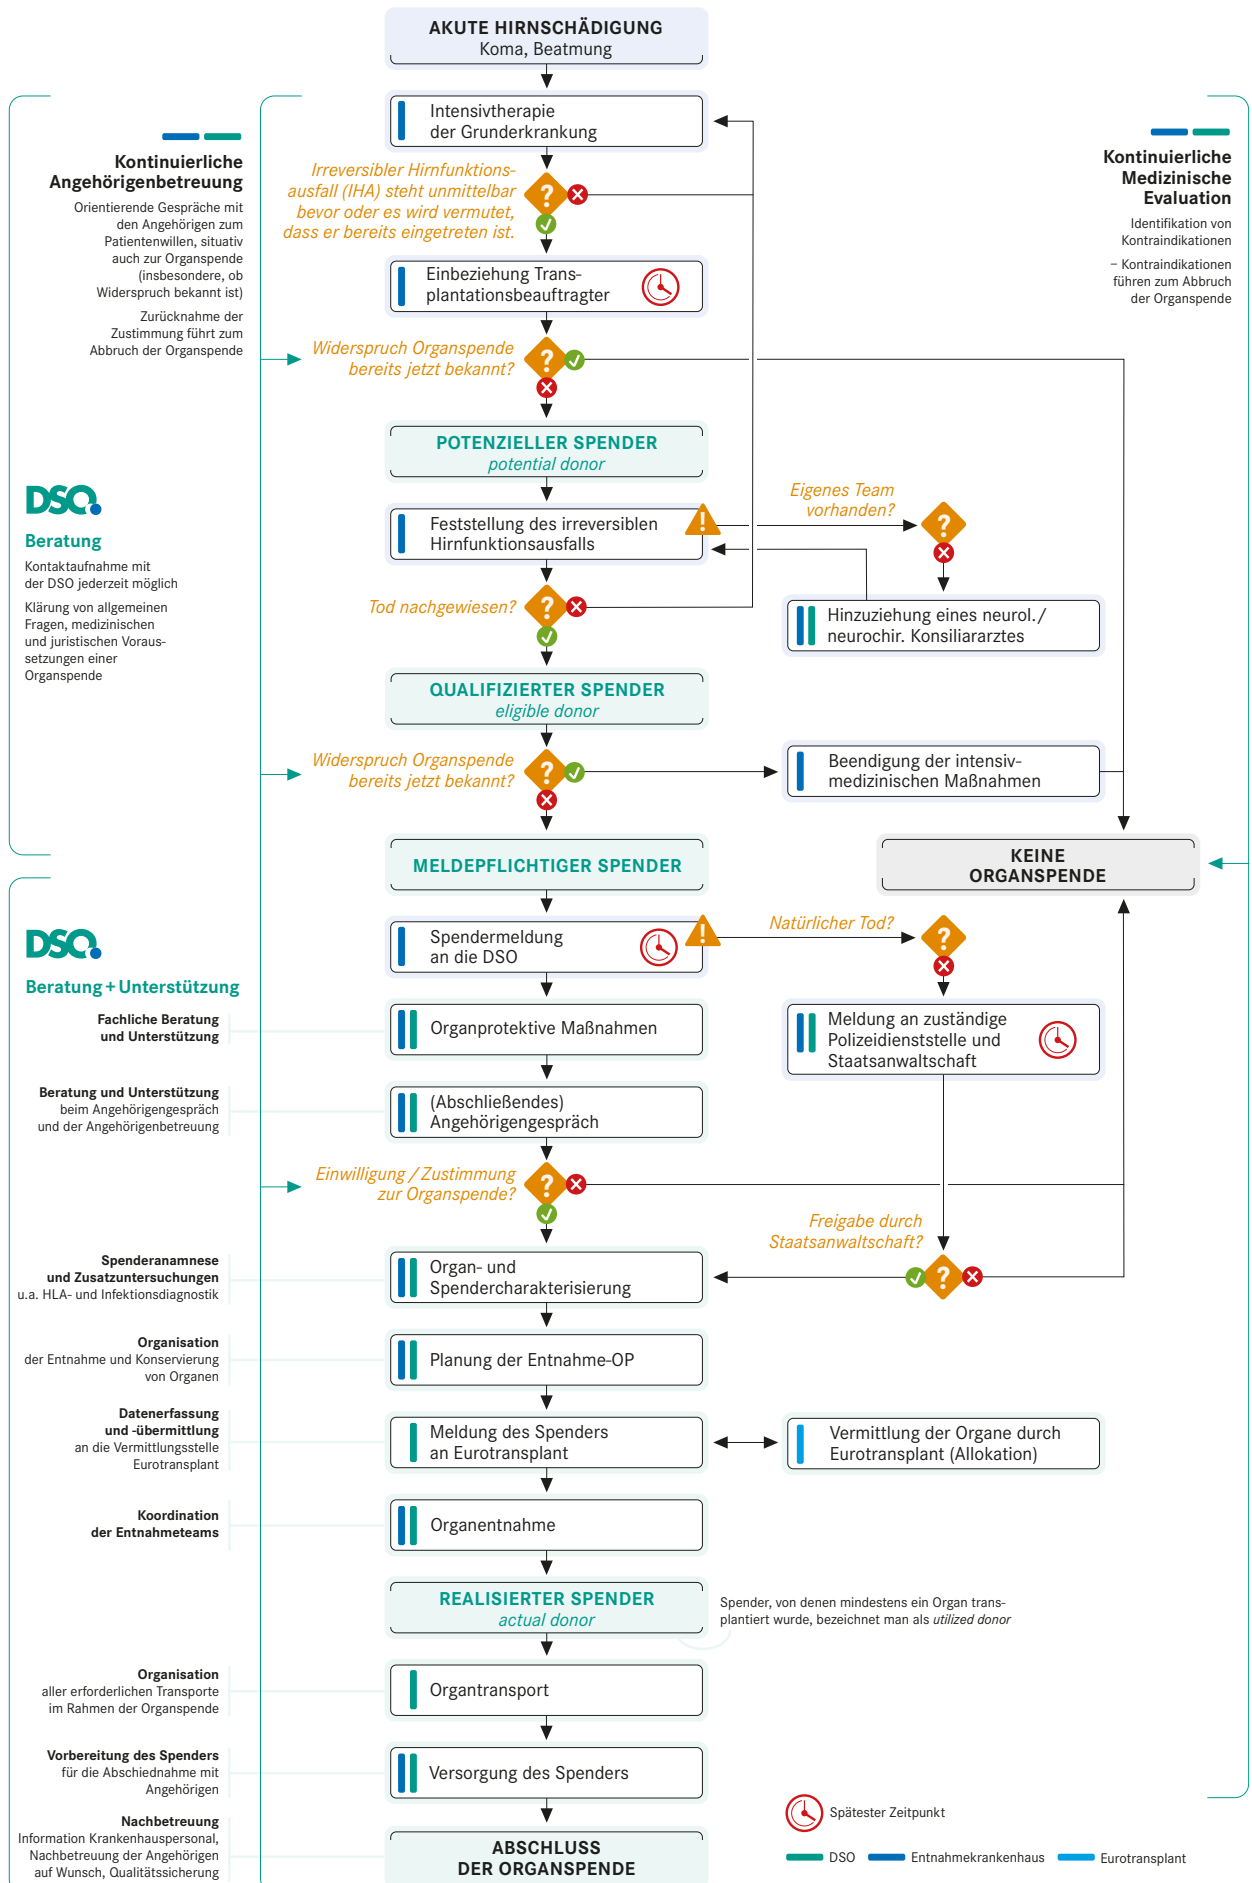 AKUTE HIRNSCHÄDIGUNG
Koma, Beatmung
Intensivtherapie
der Grunderkrankung
Kontinuierliche
Angehörigenbetreuung
Orientierende Gespräche mit
den Angehörigen zum
Patientenwillen, situativ
auch zur Organspende
(insbesondere, ob
Widerspruch bekannt ist)
Zurücknahme der
Zustimmung führt zum
Abbruch der Organspende
Irreversibler Hirnfunktions-
ausfall (IHA) steht unmittelbar
bevor oder es wird vermutet,
dass er bereits eingetreten ist.
?
Kontinuierliche
Medizinische
Evaluation
Identifikation von
Kontraindikationen
– Kontraindikationen
führen zum Abbruch
der Organspende
Einbeziehung Trans-
plantationsbeauftragter
Widerspruch Organspende
bereits jetzt bekannt?
?
POTENZIELLER SPENDER
potential donor
DSO
Beratung
Kontaktaufnahme mit
der DSO jederzeit möglich
Klärung von allgemeinen
Fragen, medizinischen
und juristischen Voraus-
setzungen einer
Organspende
Feststellung des irreversiblen
Hirnfunktionsausfalls
!
Eigenes Team
vorhanden?
?
Tod nachgewiesen?
?
Hinzuziehung eines neurol./
neurochir. Konsiliararztes
QUALIFIZIERTER SPENDER
eligible donor
Widerspruch Organspende
bereits jetzt bekannt?
?
Beendigung der intensiv-
medizinischen Maßnahmen
MELDEPFLICHTIGER SPENDER
KEINE
ORGANSPENDE
DSO
Beratung + Unterstützung
Spendermeldung
an die DSO
!
Natürlicher Tod?
?
Fachliche Beratung
und Unterstützung
Organprotektive Maßnahmen
Meldung an zuständige
Polizeidienststelle und
Staatsanwaltschaft
Beratung und Unterstützung
beim Angehörigengespräch
und der Angehörigenbetreuung
(Abschließendes)
Angehörigengespräch
Einwilligung / Zustimmung
zur Organspende?
?
Freigabe durch
Staatsanwaltschaft?
?
Spenderanamnese
und Zusatzuntersuchungen
u.a. HLA- und Infektionsdiagnostik
Organ- und
Spendercharakterisierung
Organisation
der Entnahme und Konservierung
von Organen
Planung der Entnahme-OP
Datenerfassung
und -übermittlung
an die Vermittlungsstelle
Eurotransplant
Meldung des Spenders
an Eurotransplant
Vermittlung der Organe durch
Eurotransplant (Allokation)
Koordination
der Entnahmeteams
Organentnahme
REALISIERTER SPENDER
actual donor
Spender, von denen mindestens ein Organ trans-
plantiert wurde, bezeichnet man als utilized donor
Organisation
aller erforderlichen Transporte
im Rahmen der Organspende
Organtransport
Vorbereitung des Spenders
für die Abschiednahme mit
Angehörigen
Versorgung des Spenders
Nachbetreuung
Information Krankenhauspersonal,
Nachbetreuung der Angehörigen
auf Wunsch, Qualitätssicherung
ABSCHLUSS
DER ORGANSPENDE
Spätester Zeitpunkt
DSO
Entnahmekrankenhaus
Eurotransplant